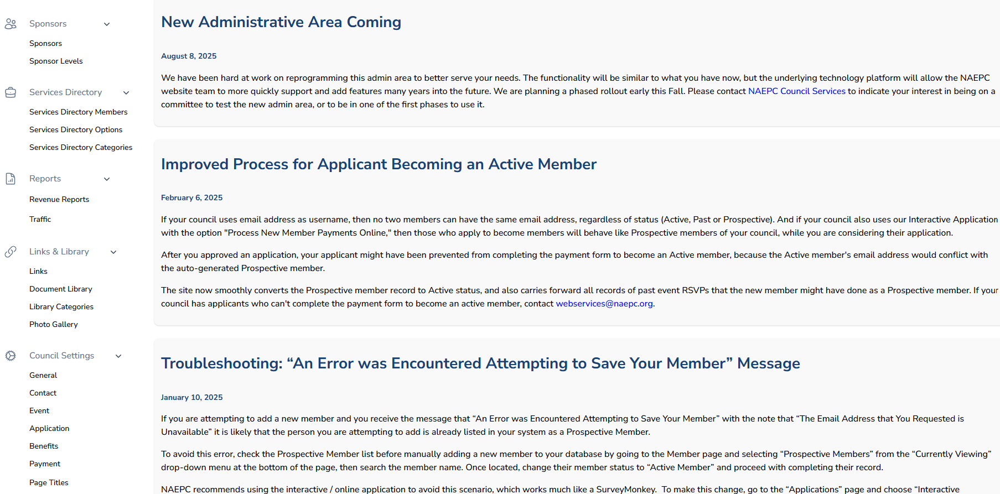 Sponsors
Sponsors
Sponsor Levels
Services Directory
Services Directory Members
Services Directory Options
Services Directory Categories
Reports
Revenue Reports
Traffic
Links & Library
Links
Document Library
Library Categories
Photo Gallery
Council Settings
General
Contact
Event
Application
Benefits
Payment
Page Titles
New Administrative Area Coming
August 8, 2025
We have been hard at work on reprogramming this admin area to better serve your needs. The functionality will be similar to what you have now, but the underlying technology platform will allow the NAEPC
website team to more quickly support and add features many years into the future. We are planning a phased rollout early this Fall. Please contact NAEPC Council Services to indicate your interest in being on a
committee to test the new admin area, or to be in one of the first phases to use it.
Improved Process for Applicant Becoming an Active Member
February 6, 2025
If your council uses email address as username, then no two members can have the same email address, regardless of status (Active, Past or Prospective). And if your council also uses our Interactive Application
with the option "Process New Member Payments Online," then those who apply to become members will behave like Prospective members of your council, while you are considering their application.
After you approved an application, your applicant might have been prevented from completing the payment form to become an Active member, because the Active member's email address would conflict with
the auto-generated Prospective member.
The site now smoothly converts the Prospective member record to Active status, and also carries forward all records of past event RSVPs that the new member might have done as a Prospective member. If your
council has applicants who can't complete the payment form to become an active member, contact webservices@naepc.org.
Troubleshooting: “An Error was Encountered Attempting to Save Your Member” Message
January 10, 2025
If you are attempting to add a new member and you receive the message that “An Error was Encountered Attempting to Save Your Member” with the note that “The Email Address that You Requested is
Unavailable” it is likely that the person you are attempting to add is already listed in your system as a Prospective Member.
To avoid this error, check the Prospective Member list before manually adding a new member to your database by going to the Member page and selecting “Prospective Members” from the “Currently Viewing”
drop-down menu at the bottom of the page, then search the member name. Once located, change their member status to “Active Member” and proceed with completing their record.
NAEPC recommends using the interactive / online application to avoid this scenario, which works much like a SurveyMonkey. To make this change, go to the “Applications” page and choose “Interactive